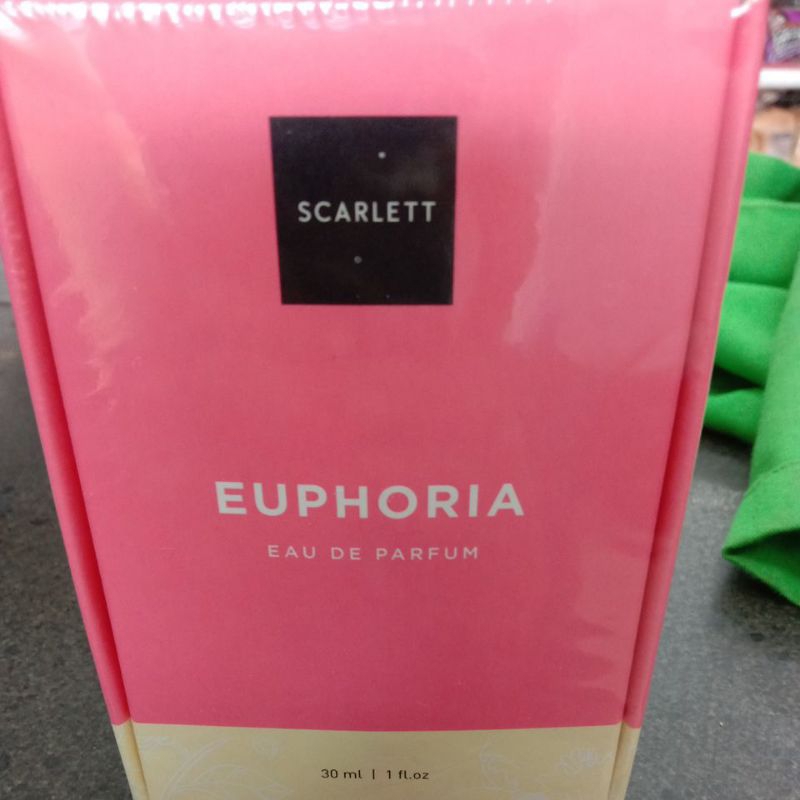 SCARLETT
EUPHORIA
EAU DE PARFUM
30 ml | 1 fl.oz